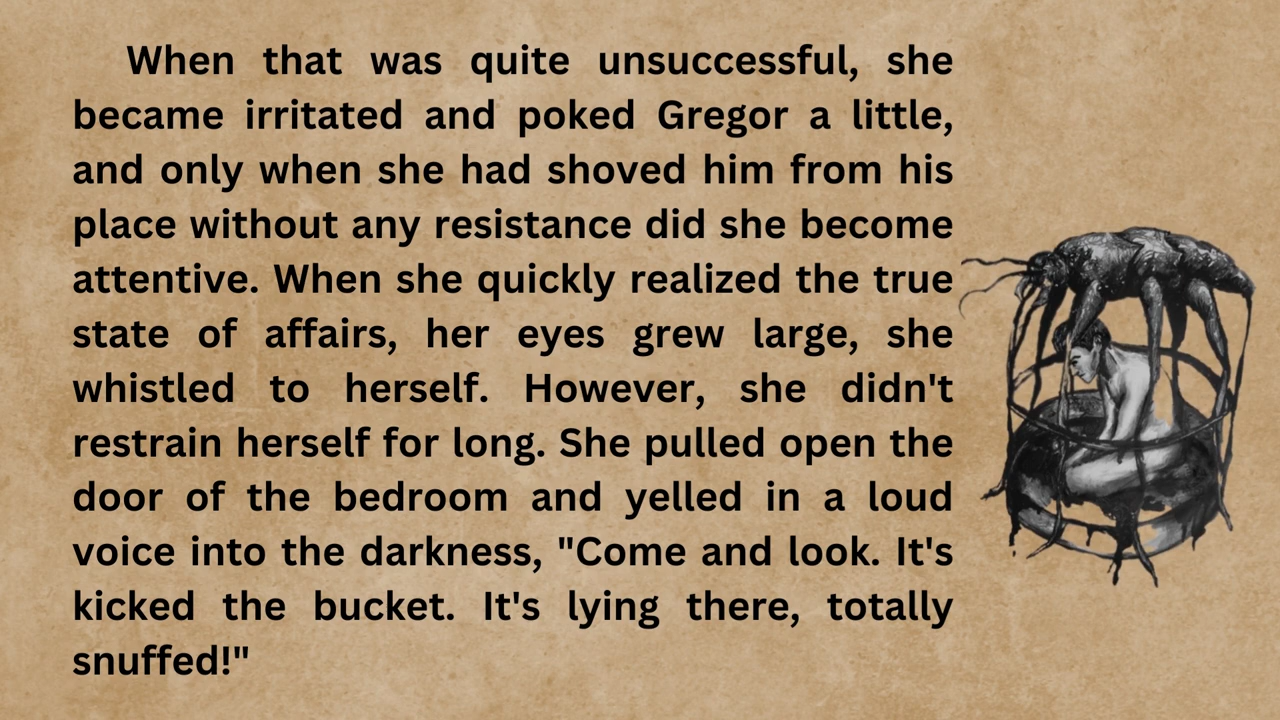 When that was quite unsuccessful, she
became irritated and poked Gregor a little,
and only when she had shoved him from his
place without any resistance did she become
attentive. When she quickly realized the true
state of affairs, her eyes grew large, she
whistled to herself. However, she didn't
restrain herself for long. She pulled open the
door of the bedroom and yelled in a loud
voice into the darkness, "Come and look. It's
kicked the bucket. It's lying there, totally
snuffed!"